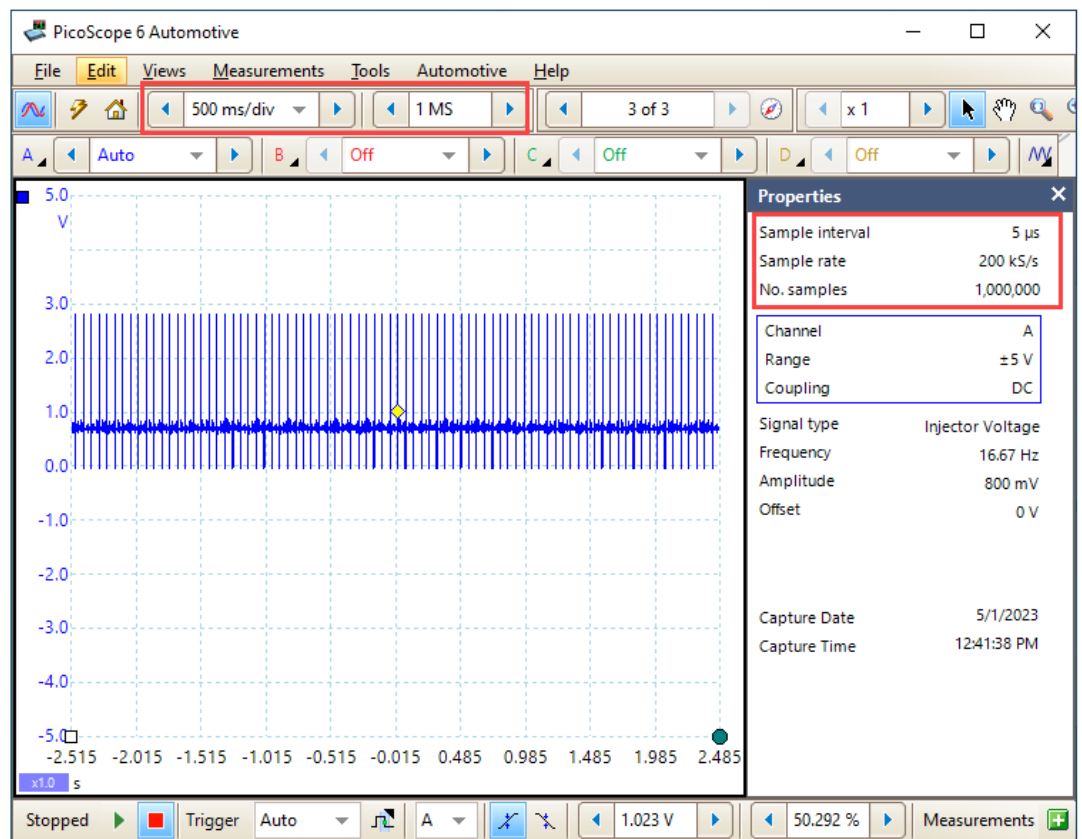 PicoScope 6 Automotive
File Edit Views Measurements Tools Automotive Help
500 ms/div 1 MS 3 of 3 x 1
A Auto B Off C Off D Off
5.0
V
3.0
2.0
1.0
0.0
-1.0
-2.0
-3.0
-4.0
-5.0
-2.515 -2.015 -1.515 -1.015 -0.515 -0.015 0.485 0.985 1.485 1.985 2.485
x1.0 s
Properties
Sample interval 5 µs
Sample rate 200 kS/s
No. samples 1,000,000
Channel A
Range ±5 V
Coupling DC
Signal type Injector Voltage
Frequency 16.67 Hz
Amplitude 800 mV
Offset 0 V
Capture Date 5/1/2023
Capture Time 12:41:38 PM
Stopped Trigger Auto A 1.023 V 50.292 % Measurements